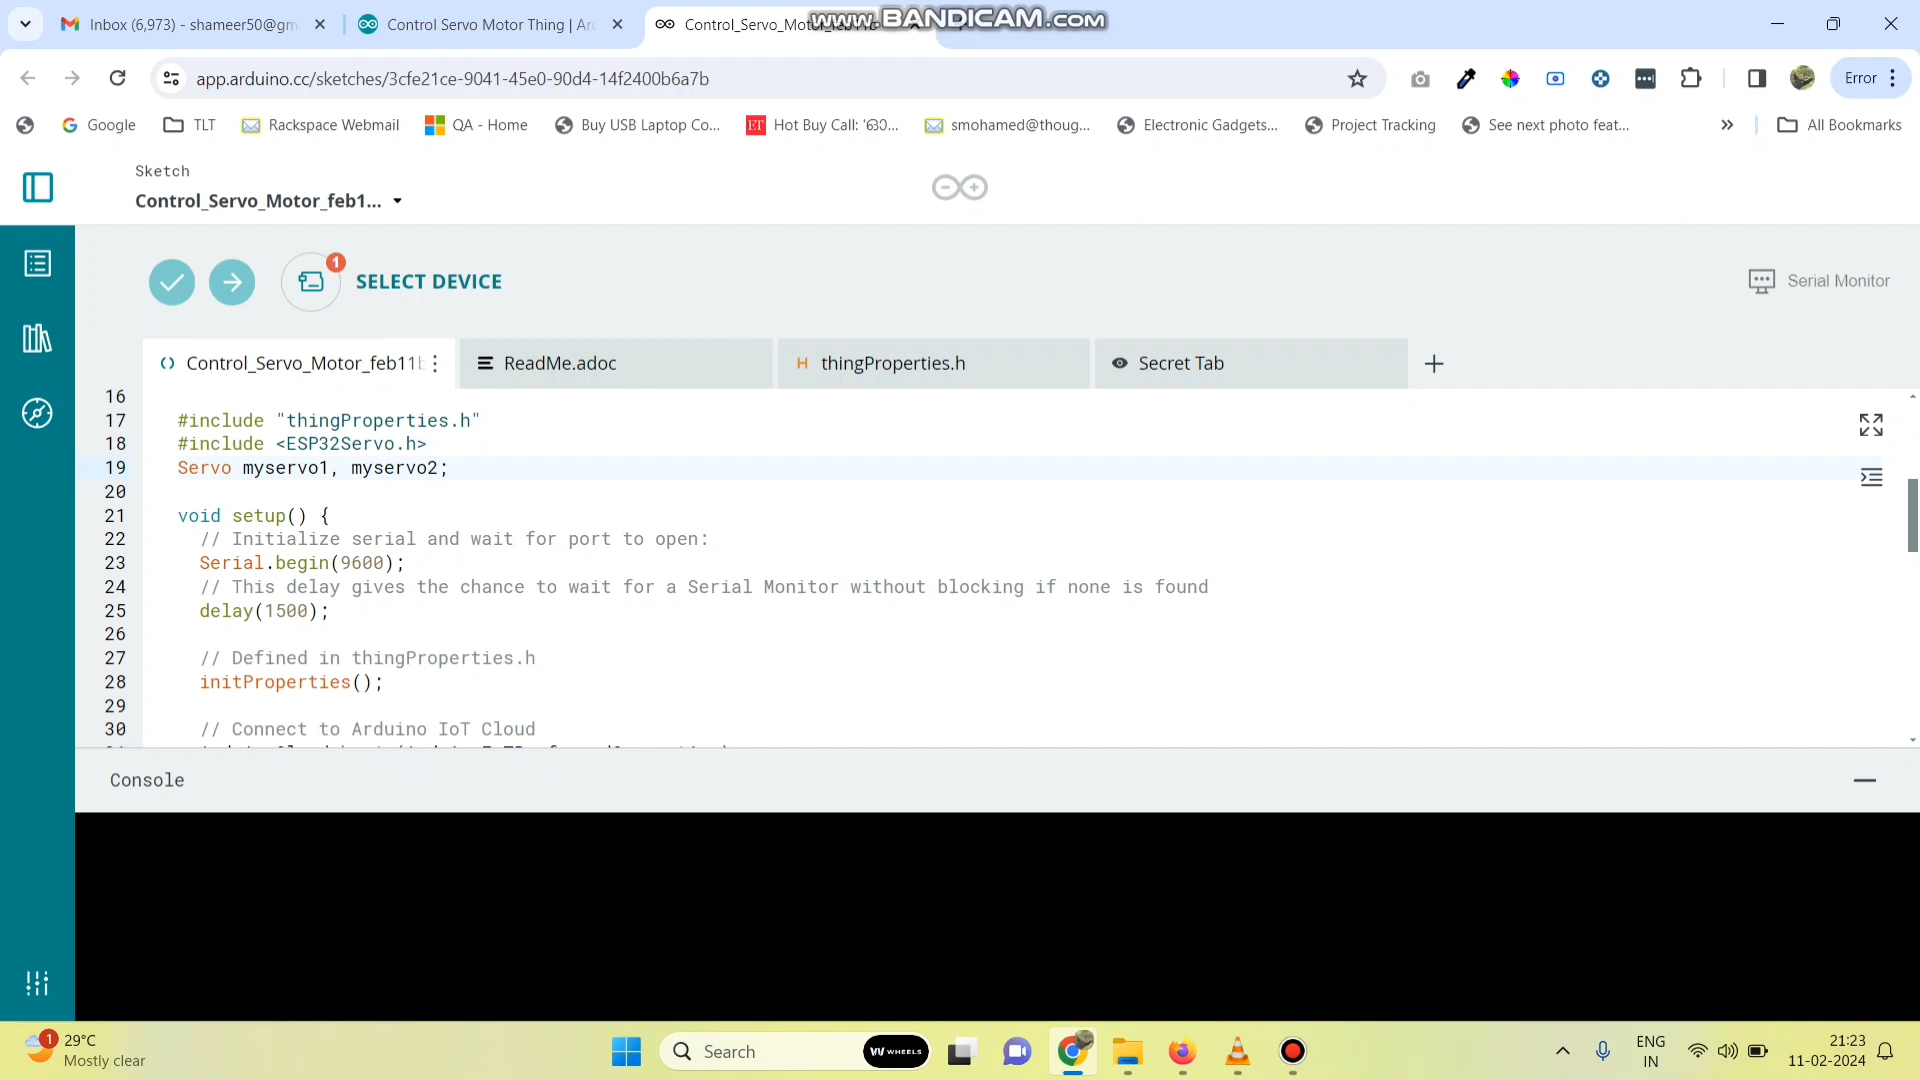 Inbox (6,973) - shameer50@gm
Control Servo Motor Thing | Ar
Control_Servo_Motor_feb11b
www.BANDICAM.com
app.arduino.cc/sketches/3cfe21ce-9041-45e0-90d4-14f2400b6a7b
Error
Google
TLT
Rackspace Webmail
QA - Home
Buy USB Laptop Co...
ET
Hot Buy Call: '630...
smohamed@thoug...
Electronic Gadgets...
Project Tracking
See next photo feat...
All Bookmarks
Sketch
Control_Servo_Motor_feb1...
1
SELECT DEVICE
Serial Monitor
Control_Servo_Motor_feb11b
ReadMe.adoc
H thingProperties.h
Secret Tab
16
17 #include "thingProperties.h"
18 #include <ESP32Servo.h>
19 Servo myservo1, myservo2;
20
21 void setup() {
22 // Initialize serial and wait for port to open:
23 Serial.begin(9600);
24 // This delay gives the chance to wait for a Serial Monitor without blocking if none is found
25 delay(1500);
26
27 // Defined in thingProperties.h
28 initProperties();
29
30 // Connect to Arduino IoT Cloud
Console
1
29°C
Mostly clear
Search
WHEELS
ENG
IN
21:23
11-02-2024